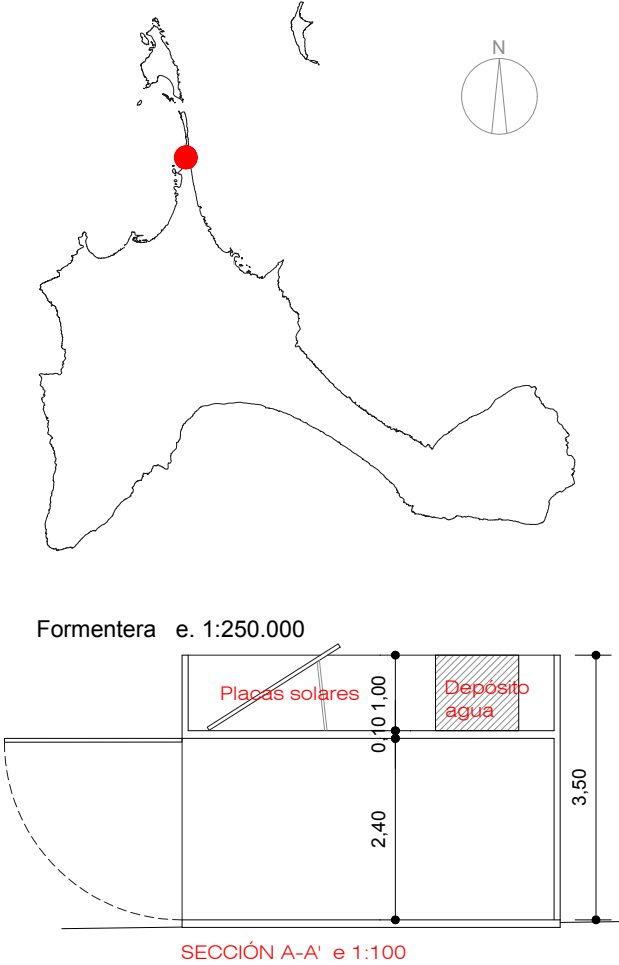 N
Formentera e. 1:250.000
Placas solares
Depósito
agua
1,00
0,10
2,40
3,50
SECCIÓN A-A' e 1:100